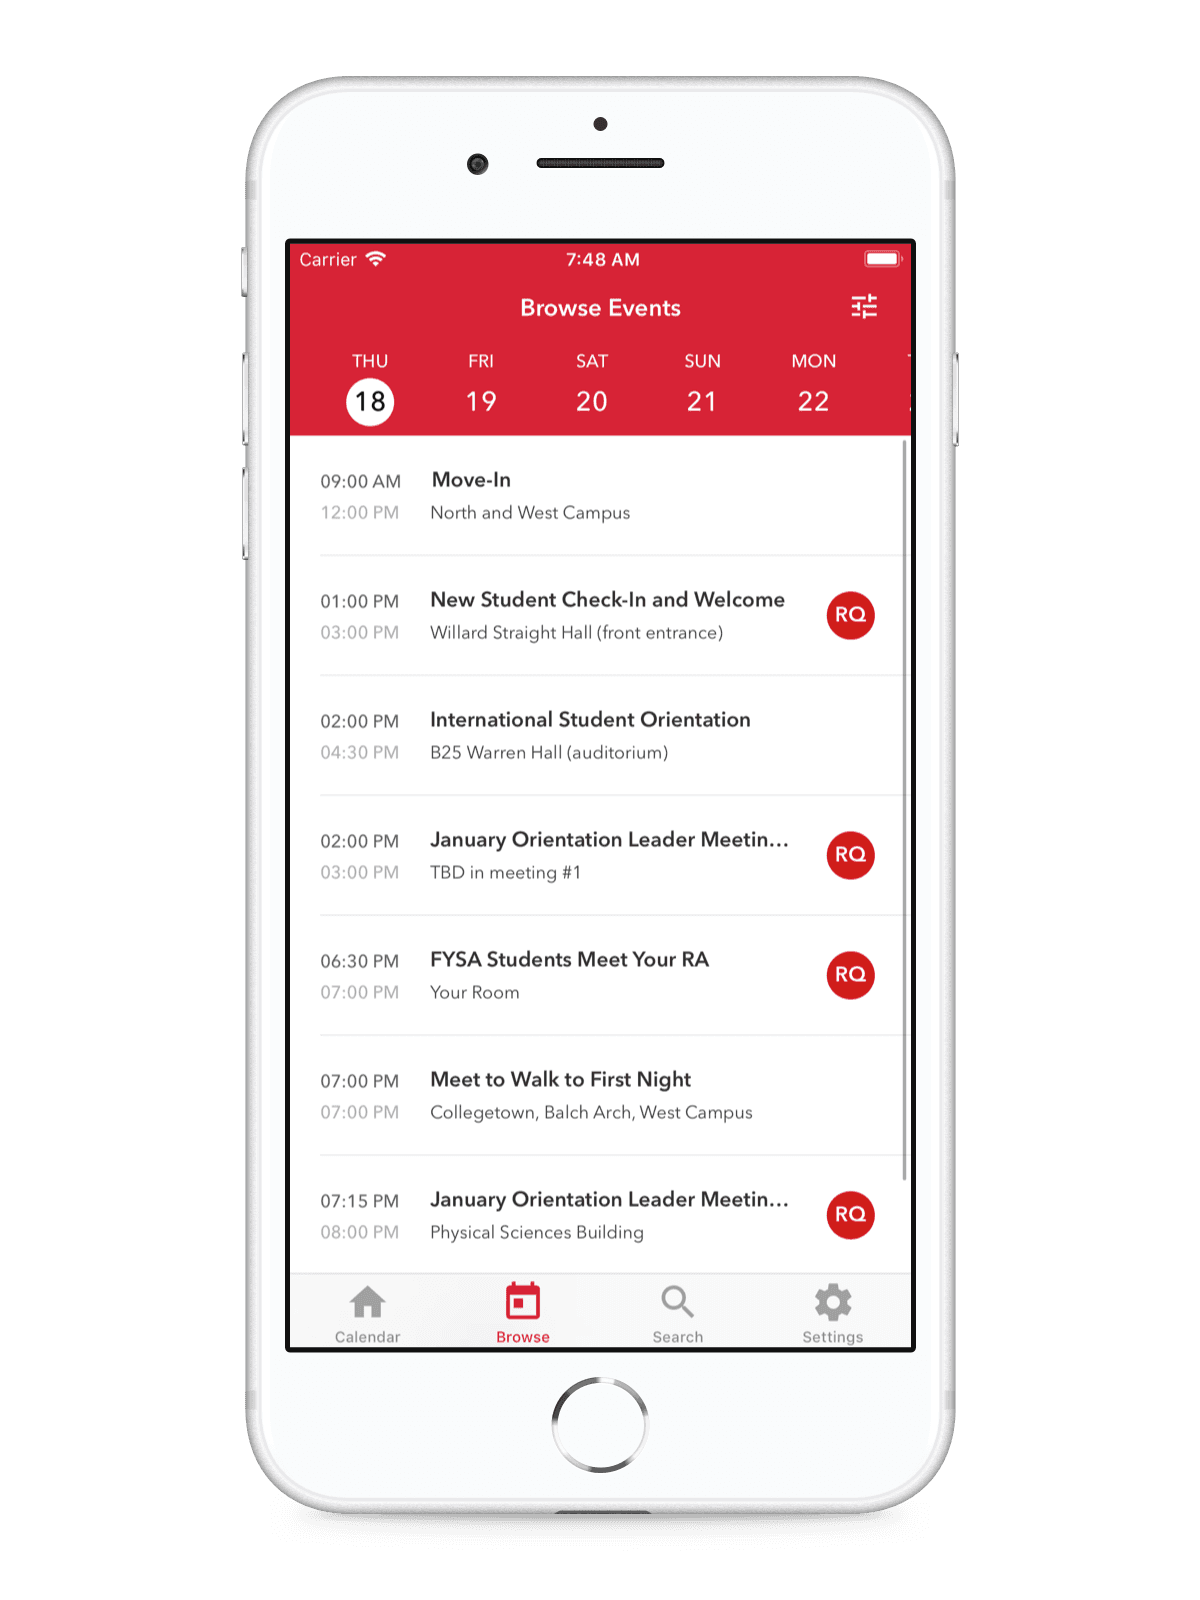 Carrier
7:48 AM
Browse Events
THU FRI SAT SUN MON
18 19 20 21 22
09:00 AM Move-In
12:00 PM North and West Campus
01:00 PM New Student Check-In and Welcome
RQ
03:00 PM Willard Straight Hall (front entrance)
02:00 PM International Student Orientation
04:30 PM B25 Warren Hall (auditorium)
02:00 PM January Orientation Leader Meetin...
RQ
03:00 PM TBD in meeting #1
06:30 PM FYSA Students Meet Your RA
RQ
07:00 PM Your Room
07:00 PM Meet to Walk to First Night
07:00 PM Collegetown, Balch Arch, West Campus
07:15 PM January Orientation Leader Meetin...
RQ
08:00 PM Physical Sciences Building
Calendar Browse Search Settings